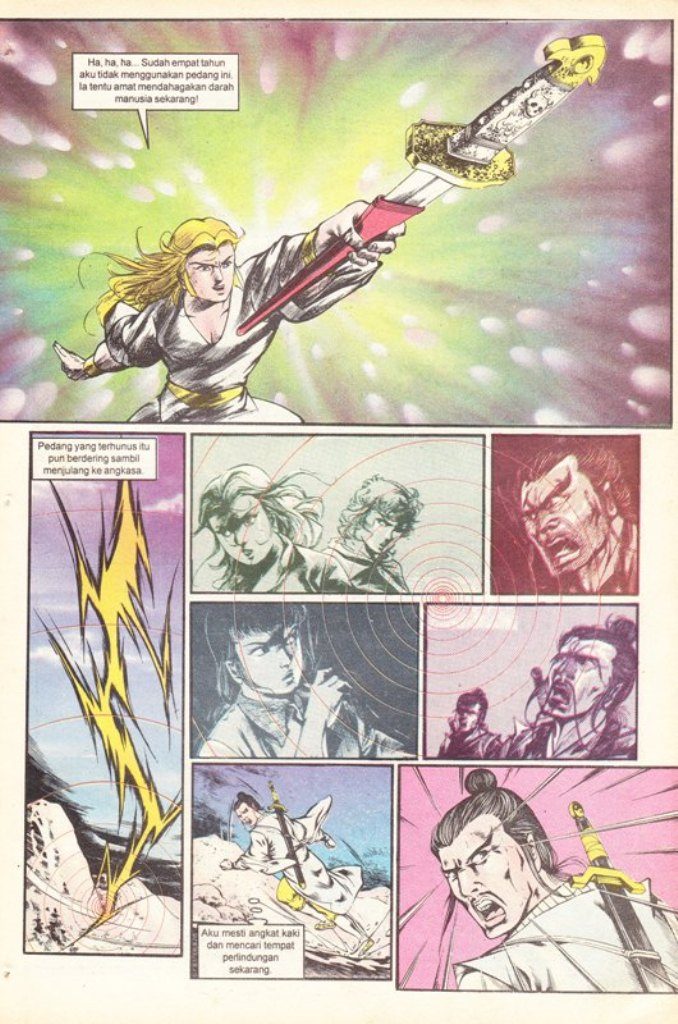 Ha, ha, ha... Sudah empat tahun
aku tidak menggunakan pedang ini.
Ia tentu amat mendahagakan darah
manusia sekarang!
Pedang yang terhunus itu
pun berdering sambil
menjulang ke angkasa.
Aku mesti angkat kaki
dan mencari tempat
perlindungan
sekarang.